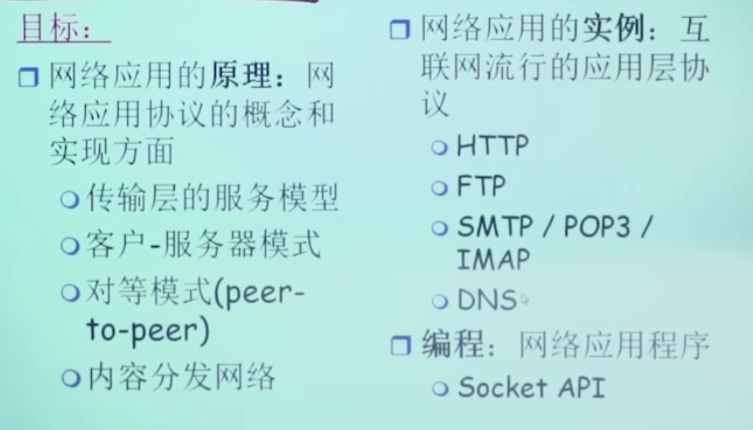 目标：
网络应用的原理：网
络应用协议的概念和
实现方面
传输层的服务模型
客户-服务器模式
对等模式(peer-
to-peer)
内容分发网络
网络应用的实例：互
联网流行的应用层协
议
HTTP
FTP
SMTP / POP3 /
IMAP
DNS
编程：网络应用程序
Socket API